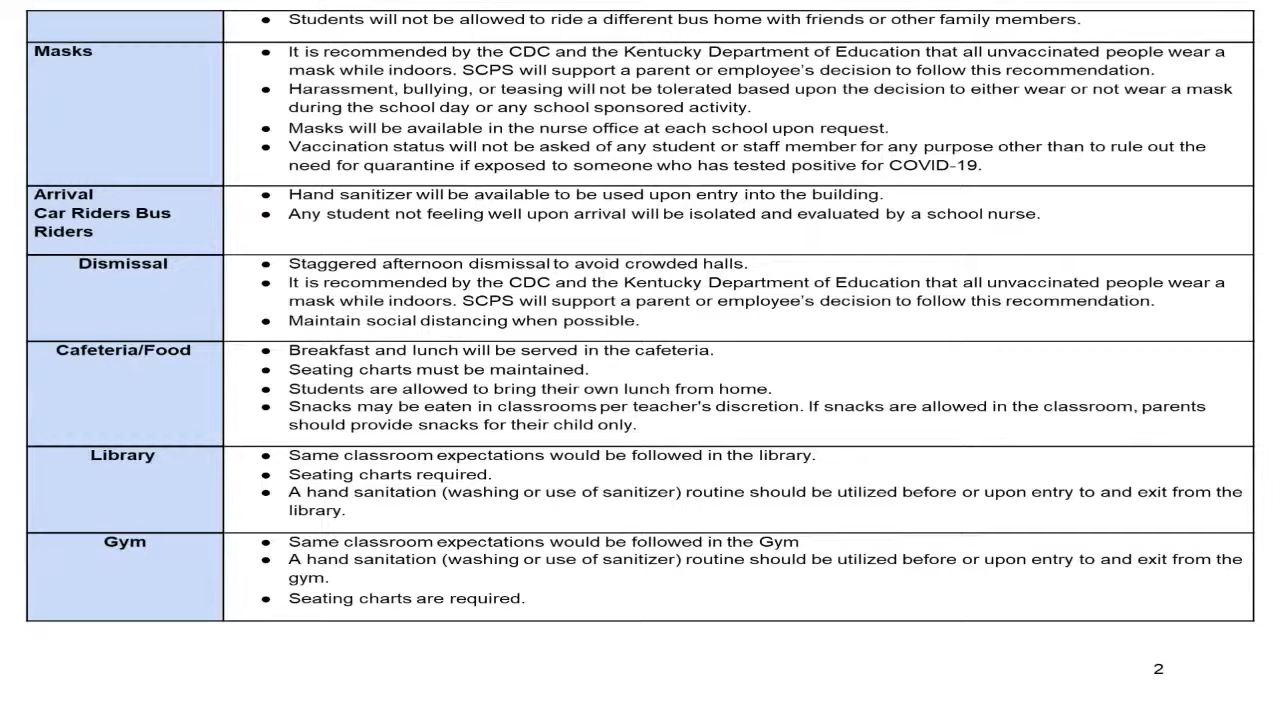 ● Students will not be allowed to ride a different bus home with friends or other family members.
Masks
● It is recommended by the CDC and the Kentucky Department of Education that all unvaccinated people wear a
mask while indoors. SCPS will support a parent or employee's decision to follow this recommendation.
● Harassment, bullying, or teasing will not be tolerated based upon the decision to either wear or not wear a mask
during the school day or any school sponsored activity.
● Masks will be available in the nurse office at each school upon request.
● Vaccination status will not be asked of any student or staff member for any purpose other than to rule out the
need for quarantine if exposed to someone who has tested positive for COVID-19.
Arrival
Car Riders Bus
Riders
● Hand sanitizer will be available to be used upon entry into the building.
● Any student not feeling well upon arrival will be isolated and evaluated by a school nurse.
Dismissal
● Staggered afternoon dismissal to avoid crowded halls.
● It is recommended by the CDC and the Kentucky Department of Education that all unvaccinated people wear a
mask while indoors. SCPS will support a parent or employee's decision to follow this recommendation.
● Maintain social distancing when possible.
Cafeteria/Food
● Breakfast and lunch will be served in the cafeteria.
● Seating charts must be maintained.
● Students are allowed to bring their own lunch from home.
● Snacks may be eaten in classrooms per teacher's discretion. If snacks are allowed in the classroom, parents
should provide snacks for their child only.
Library
● Same classroom expectations would be followed in the library.
● Seating charts required.
● A hand sanitation (washing or use of sanitizer) routine should be utilized before or upon entry to and exit from the
library.
Gym
● Same classroom expectations would be followed in the Gym
● A hand sanitation (washing or use of sanitizer) routine should be utilized before or upon entry to and exit from the
gym.
● Seating charts are required.
2